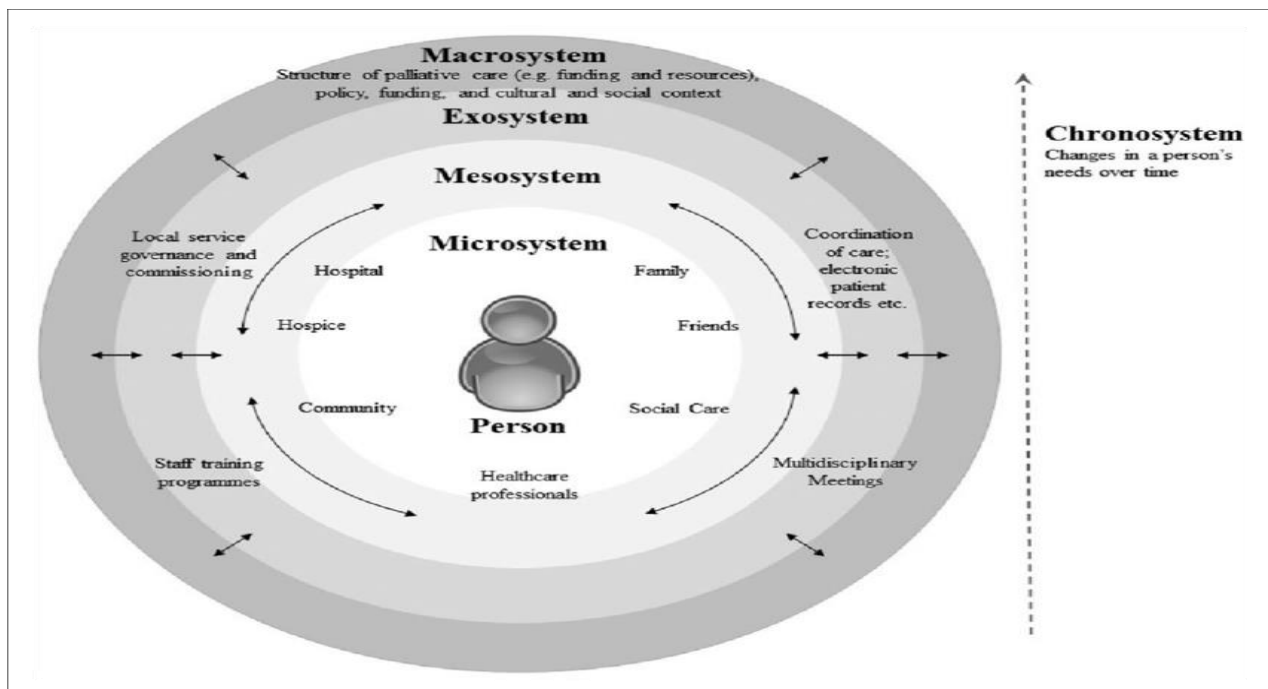 Macrosystem
Structure of palliative care (e.g. funding and resources),
policy, funding, and cultural and social context
Exosystem
Mesosystem
Microsystem
Chronosystem
Changes in a person's
needs over time
Local service
governance and
commissioning
Hospital
Family
Coordination
of care;
electronic
patient
records etc.
Hospice
Friends
Community
Social Care
Person
Staff training
programmes
Healthcare
professionals
Multidisciplinary
Meetings